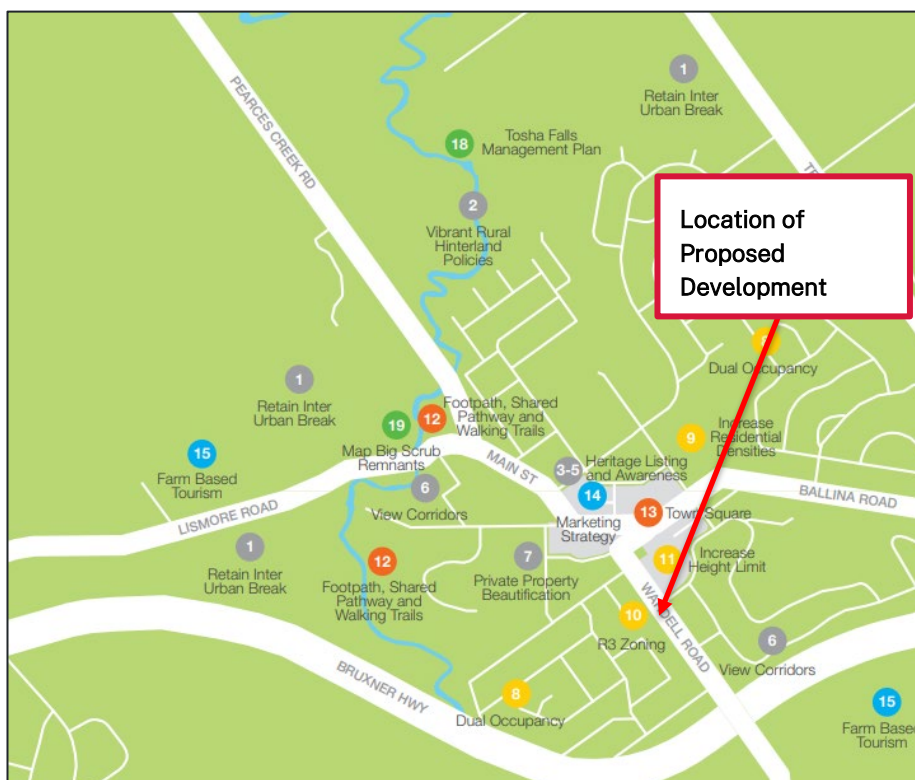 1
Retain Inter
Urban Break
PEARCES CREEK RD
18
Tosha Falls
Management Plan
2
Vibrant Rural
Hinterland
Policies
Location of
Proposed
Development
Dual Occupancy
1
Retain Inter
Urban Break
19
Map Big Scrub
Remnants
12
Footpath, Shared
Pathway and
Walking Trails
9
Increase
Residential
Densities
15
Farm Based
Tourism
MAIN ST
3-5
Heritage Listing
and Awareness
6
View Corridors
14
Marketing
Strategy
13
Town Square
BALLINA ROAD
LISMORE ROAD
1
Retain Inter
Urban Break
12
Footpath, Shared
Pathway and
Walking Trails
7
Private Property
Beautification
11
Increase
Height Limit
10
R3 Zoning
WARDELL ROAD
6
View Corridors
BRUXNER HWY
8
Dual Occupancy
15
Farm Based
Tourism